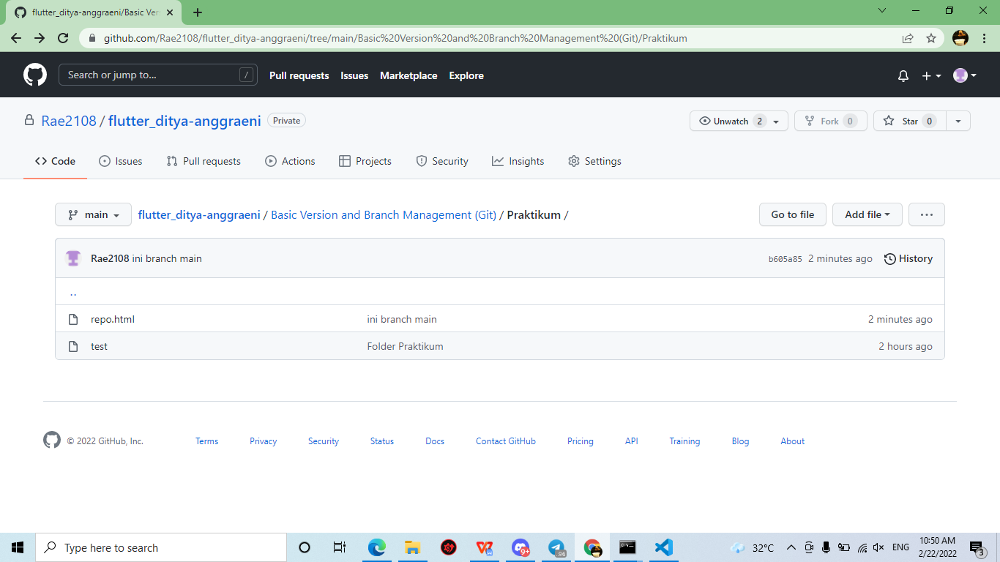 flutter_ditya-anggraeni/Basic Ver
github.com/Rae2108/flutter_ditya-anggraeni/tree/main/Basic%20Version%20and%20Branch%20Management%20(Git)/Praktikum
Search or jump to... /
Pull requests Issues Marketplace Explore
Rae2108 / flutter_ditya-anggraeni Private
Unwatch 2 Fork 0 Star 0
Code Issues Pull requests Actions Projects Security Insights Settings
main flutter_ditya-anggraeni / Basic Version and Branch Management (Git) / Praktikum /
Go to file Add file ...
Rae2108 ini branch main b605a85 2 minutes ago History
..
repo.html ini branch main 2 minutes ago
test Folder Praktikum 2 hours ago
© 2022 GitHub, Inc. Terms Privacy Security Status Docs Contact GitHub Pricing API Training Blog About
Type here to search
9+
96
32°C
ENG
10:50 AM
2/22/2022
3